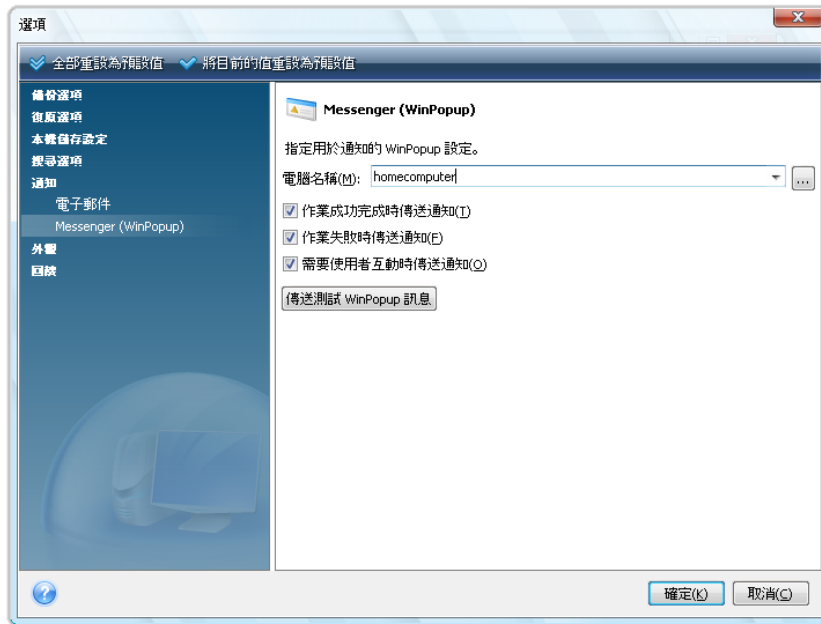 選項
全部重設為預設值 將目前的值重設為預設值
備份選項
復原選項
本機儲存設定
搜尋選項
通知
電子郵件
Messenger (WinPopup)
外觀
回饋
Messenger (WinPopup)
指定用於通知的 WinPopup 設定。
電腦名稱(M): homecomputer
...
作業成功完成時傳送通知(T)
作業失敗時傳送通知(F)
需要使用者互動時傳送通知(O)
傳送測試 WinPopup 訊息
確定(K) 取消(C)